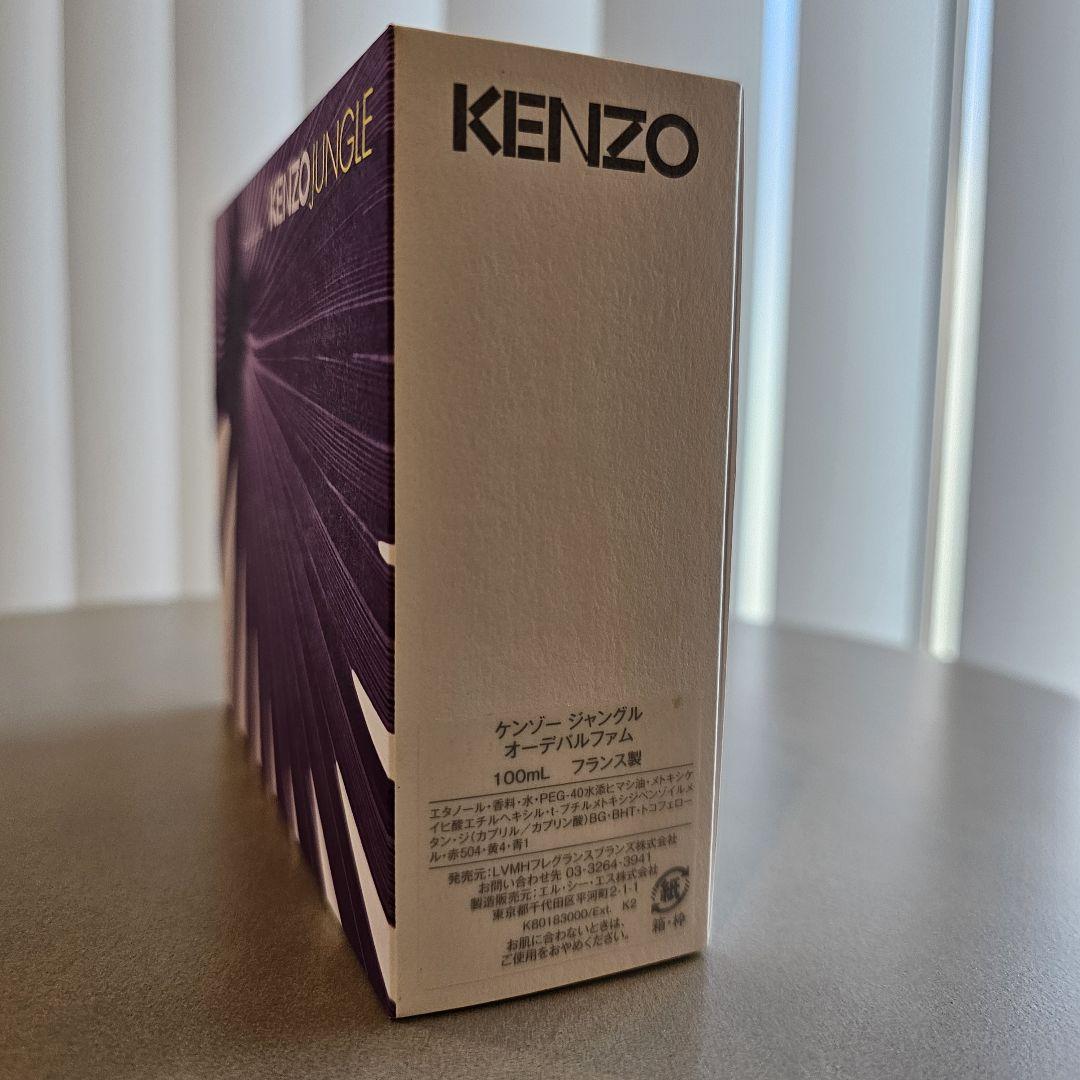 KENZO JUNGLE
KENZO
ケンゾー ジャングル
オーデパルファム
100mL フランス製
エタノール・香料・水・PEG-40水添ヒマシ油・メトキシケ
イヒ酸エチルヘキシル・t-ブチルメトキシジベンゾイルメ
タン・ジ(カプリル/カプリン酸)BG・BHT・トコフェロー
ル・赤504・黄4・青1
発売元:LVMHフレグランスブランズ株式会社
お問い合わせ先 03-3264-3941
製造販売元:エル・シー・エス株式会社
東京都千代田区平河町2-1-1
K80183000/Ext. K2
お肌に合わないときは、
ご使用をおやめください。
紙
箱・枠